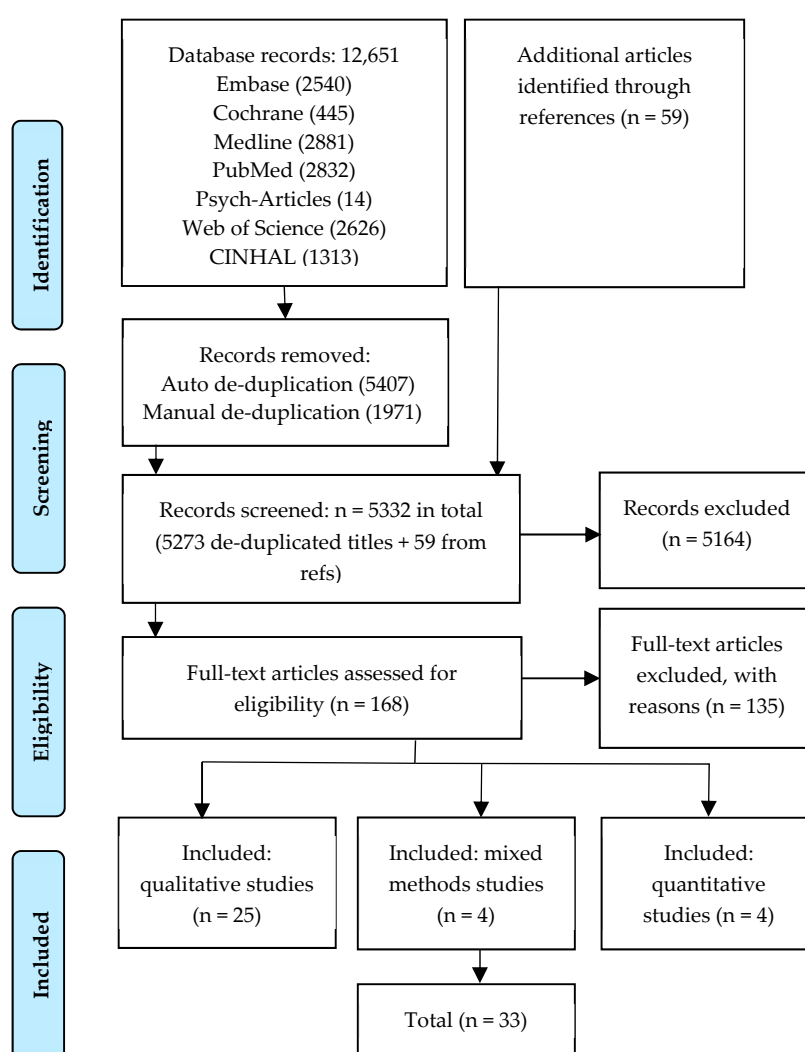 Identification
Database records: 12,651
Embase (2540)
Cochrane (445)
Medline (2881)
PubMed (2832)
Psych-Articles (14)
Web of Science (2626)
CINHAL (1313)
Additional articles
identified through
references (n = 59)
Screening
Records removed:
Auto de-duplication (5407)
Manual de-duplication (1971)
Records screened: n = 5332 in total
(5273 de-duplicated titles + 59 from
refs)
Records excluded
(n = 5164)
Eligibility
Full-text articles assessed for
eligibility (n = 168)
Full-text articles
excluded, with
reasons (n = 135)
Included
Included:
qualitative studies
(n = 25)
Included: mixed
methods studies
(n = 4)
Included:
quantitative
studies (n = 4)
Total (n = 33)